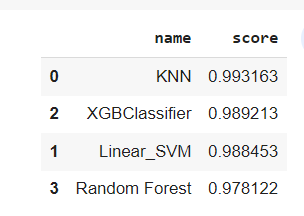 name score
0 KNN 0.993163
2 XGBClassifier 0.989213
1 Linear_SVM 0.988453
3 Random Forest 0.978122